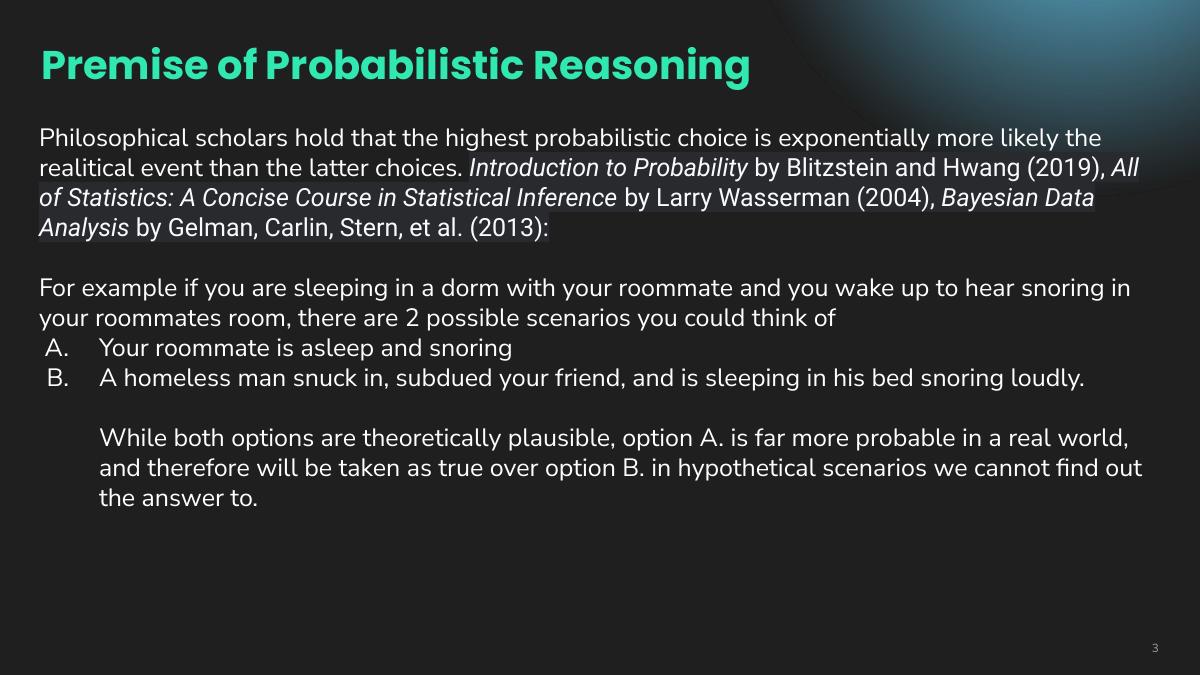 Premise of Probabilistic Reasoning
Philosophical scholars hold that the highest probabilistic choice is exponentially more likely the
realitical event than the latter choices. Introduction to Probability by Blitzstein and Hwang (2019), All
of Statistics: A Concise Course in Statistical Inference by Larry Wasserman (2004), Bayesian Data
Analysis by Gelman, Carlin, Stern, et al. (2013):
For example if you are sleeping in a dorm with your roommate and you wake up to hear snoring in
your roommates room, there are 2 possible scenarios you could think of
A. Your roommate is asleep and snoring
B. A homeless man snuck in, subdued your friend, and is sleeping in his bed snoring loudly.
While both options are theoretically plausible, option A. is far more probable in a real world,
and therefore will be taken as true over option B. in hypothetical scenarios we cannot find out
the answer to.
3